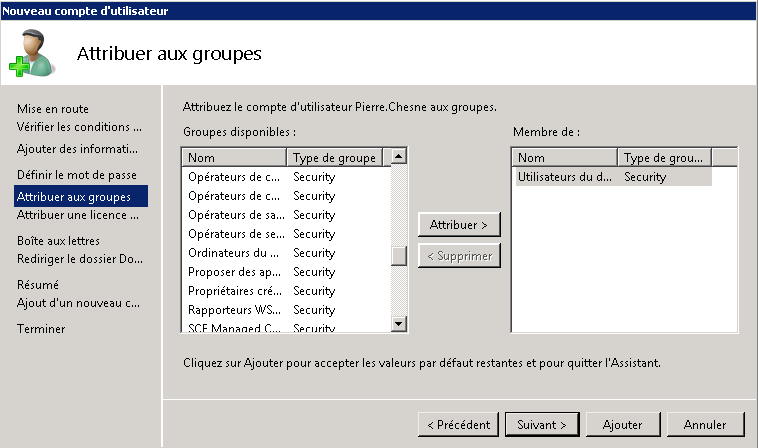 Nouveau compte d'utilisateur
Attribuer aux groupes
Mise en route
Vérifier les conditions ...
Ajouter des informati...
Définir le mot de passe
Attribuer aux groupes
Attribuer une licence ...
Boîte aux lettres
Rediriger le dossier Do...
Résumé
Ajout d'un nouveau c...
Terminer
Attribuez le compte d'utilisateur Pierre.Chesne aux groupes.
Groupes disponibles :
Nom Type de groupe
Opérateurs de c... Security
Opérateurs de c... Security
Opérateurs de sa... Security
Opérateurs de se... Security
Ordinateurs du ... Security
Proposer des ap... Security
Propriétaires cré... Security
Rapporteurs WS... Security
SCE Managed C... Security
Attribuer >
< Supprimer
Membre de :
Nom Type de grou...
Utilisateurs du d... Security
Cliquez sur Ajouter pour accepter les valeurs par défaut restantes et pour quitter l'Assistant.
< Précédent Suivant > Ajouter Annuler